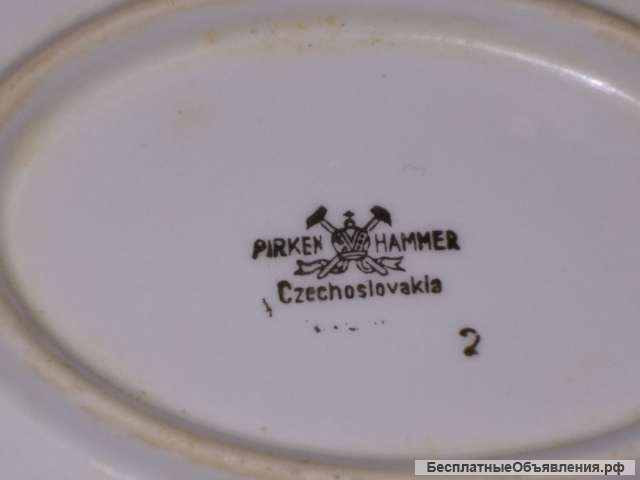 PIRKEN HAMMER
Czechoslovakia
2
БесплатныеОбъявления.рф